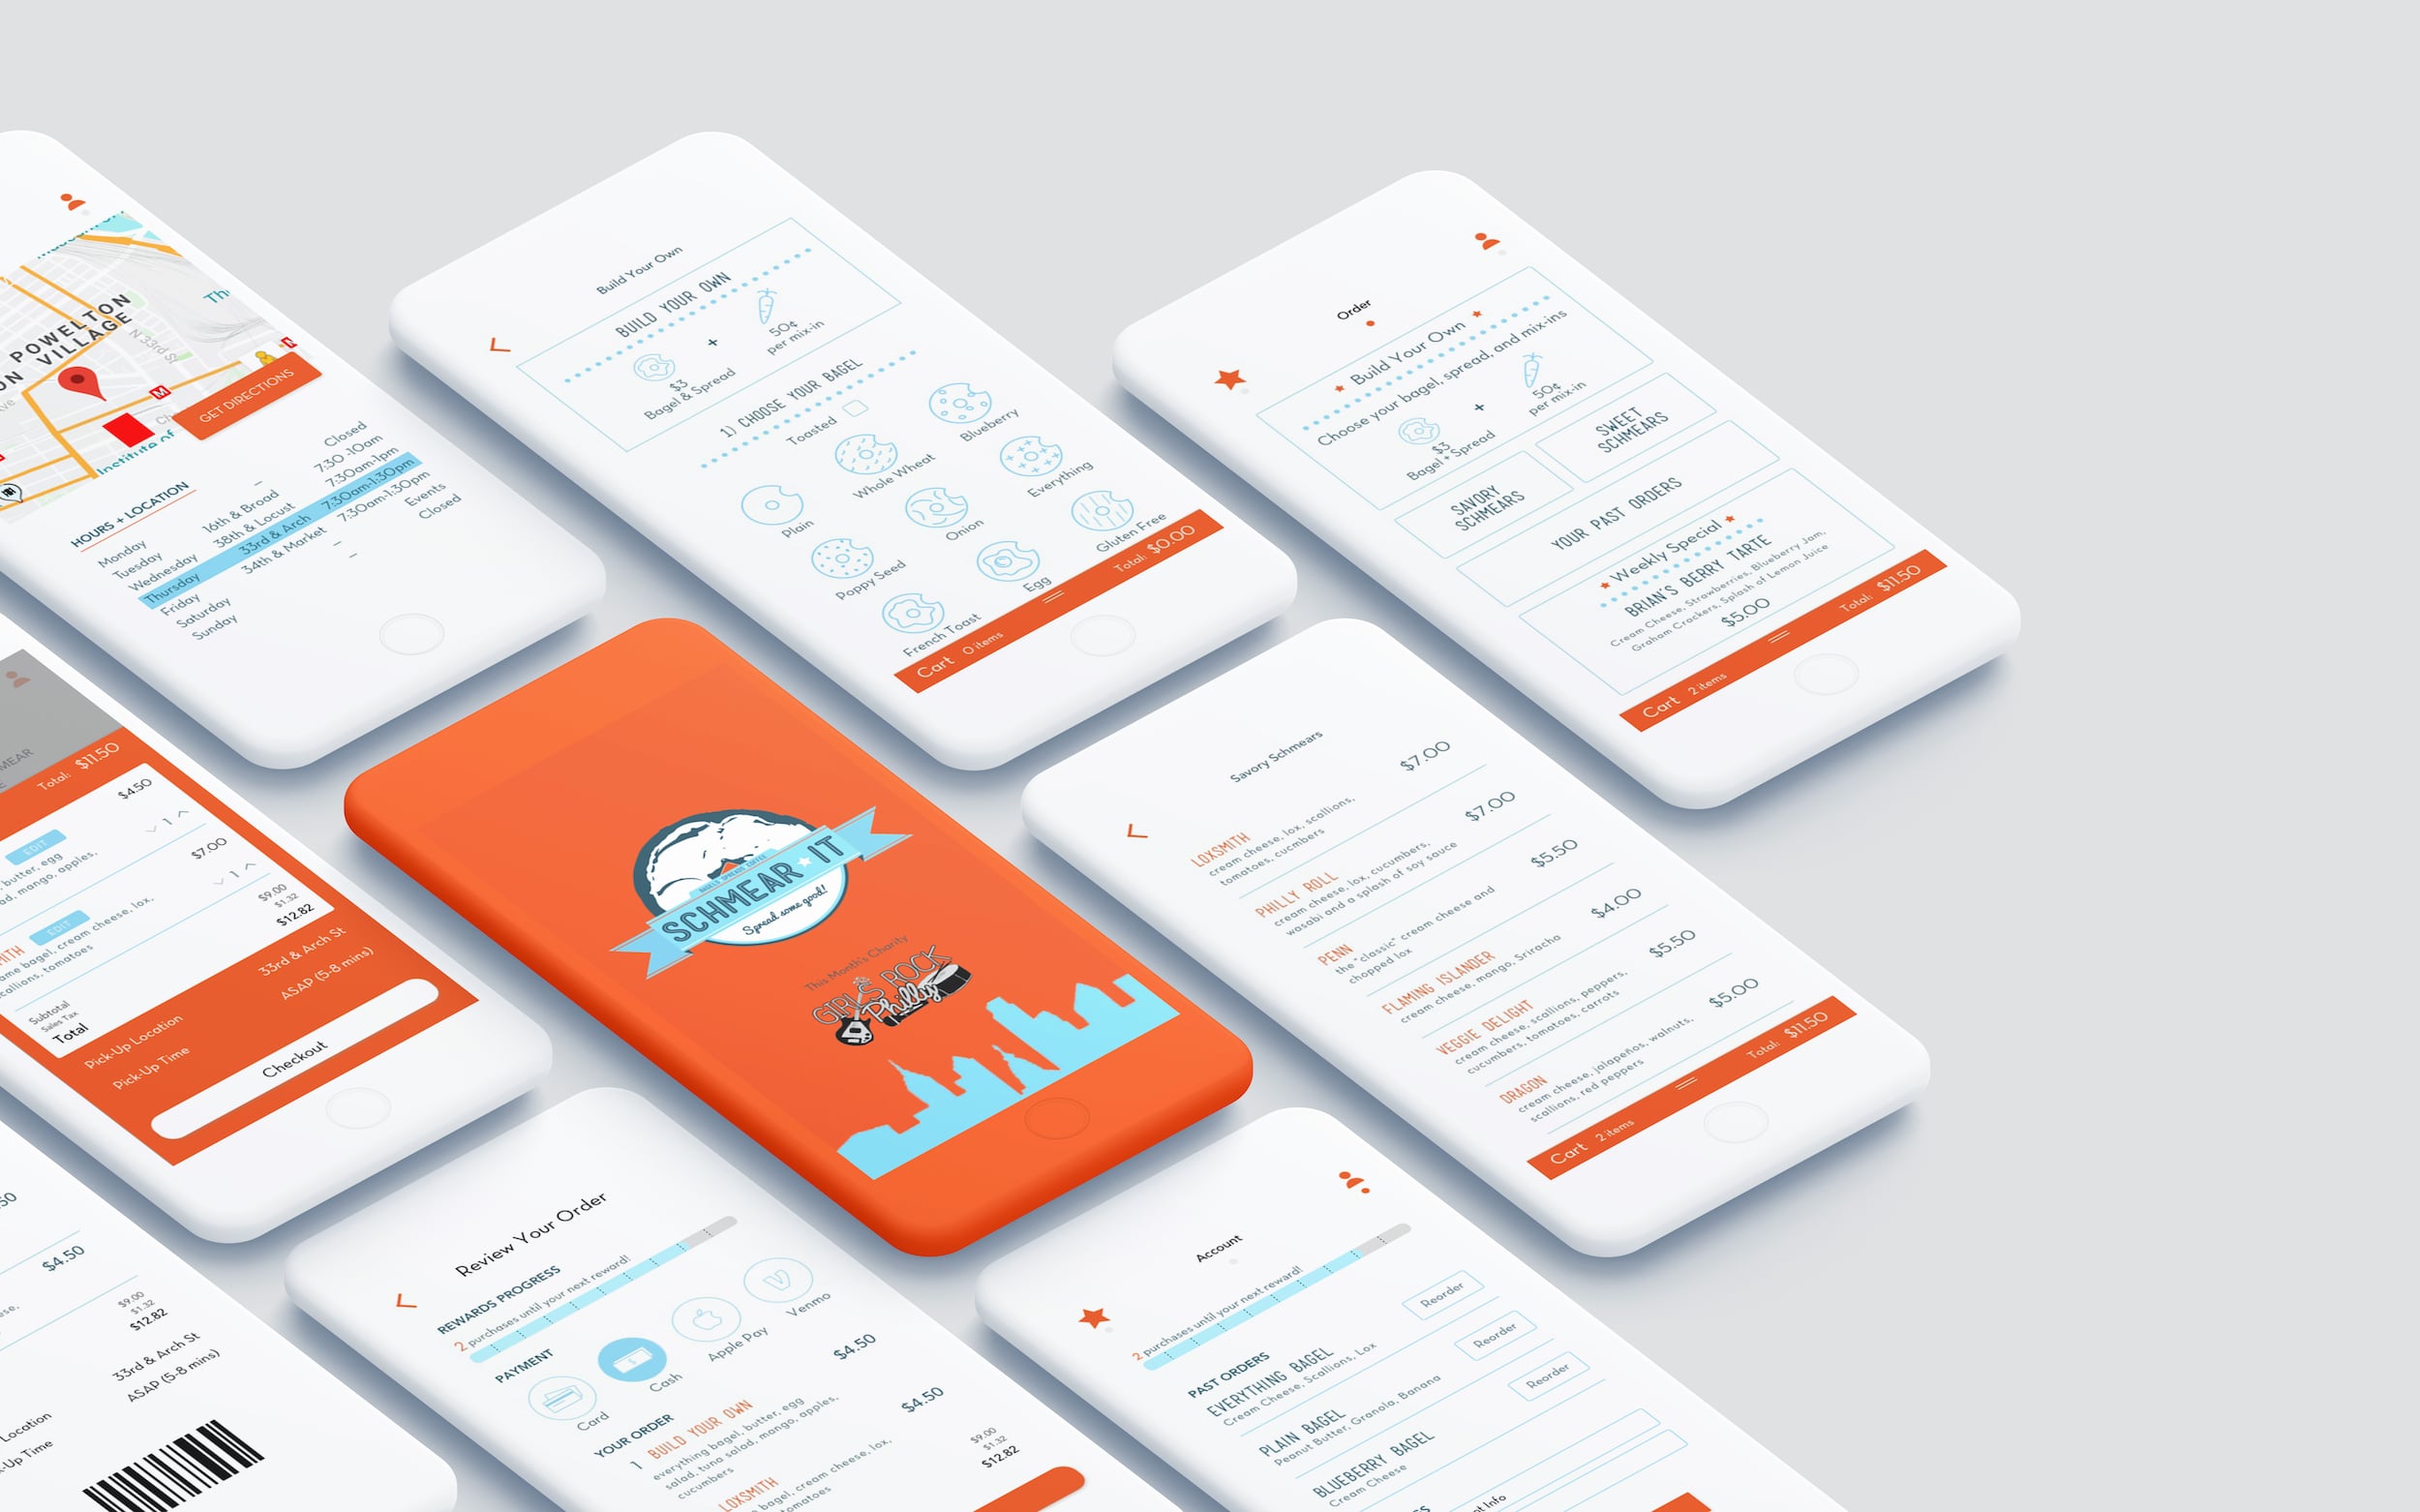 POWELTON
VILLAGE
N 33rd St
GET DIRECTIONS
Institute of
HOURS + LOCATION
Monday – Closed
Tuesday 16th & Broad 7:30 -10am
Wednesday 38th & Locust 7:30am-1pm
Thursday 33rd & Arch 7:30am-1:30pm
Friday 34th & Market 7:30am-1:30pm
Saturday – Events
Sunday – Closed
Build Your Own
BUILD YOUR OWN
$3 + 50¢
Bagel & Spread per mix-in
1) CHOOSE YOUR BAGEL
Toasted
Plain
Whole Wheat
Blueberry
Poppy Seed
Onion
Everything
French Toast
Egg
Gluten Free
Cart 0 items Total: $0.00
Order
Build Your Own
Choose your bagel, spread, and mix-ins
$3 + 50¢
Bagel + Spread per mix-in
SAVORY
SCHMEARS
SWEET
SCHMEARS
YOUR PAST ORDERS
Weekly Special
BRIAN'S BERRY TARTE
Cream Cheese, Strawberries, Blueberry Jam,
Graham Crackers, Splash of Lemon Juice
$5.00
Cart 2 items Total: $11.50
Total: $11.50
$4.50
EDIT
butter, egg
mango, apples,
1
$7.00
EDIT
bagel, cream cheese, lox,
tomatoes
1
Subtotal $9.00
Sales Tax $1.32
Total $12.82
Pick-Up Location 33rd & Arch St
Pick-Up Time ASAP (5-8 mins)
Checkout
BAGELS SPREADS COFFEE
SCHMEAR IT
Spread some good!
This Month's Charity
GIRLS ROCK
Philly
Savory Schmears
LOXSMITH $7.00
cream cheese, lox, scallions,
tomatoes, cucmbers
PHILLY ROLL $7.00
cream cheese, lox, cucumbers,
wasabi and a splash of soy sauce
PENN $5.50
the "classic" cream cheese and
chopped lox
FLAMING ISLANDER $4.00
cream cheese, mango, Sriracha
VEGGIE DELIGHT $5.50
cream cheese, scallions, peppers,
cucumbers, tomatoes, carrots
DRAGON $5.00
cream cheese, jalapeños, walnuts,
scallions, red peppers
Cart 2 items Total: $11.50
$4.50
$9.00
$1.32
$12.82
Location 33rd & Arch St
Time ASAP (5-8 mins)
Review Your Order
REWARDS PROGRESS
2 purchases until your next reward!
PAYMENT
Card
Cash
Apple Pay
Venmo
YOUR ORDER
1 BUILD YOUR OWN $4.50
everything bagel, butter, egg
salad, tuna salad, mango, apples,
cucumbers
LOXSMITH $4.50
bagel, cream cheese, lox,
tomatoes
$9.00
$1.32
$12.82
Account
2 purchases until your next reward!
PAST ORDERS
EVERYTHING BAGEL Reorder
Cream Cheese, Scallions, Lox
PLAIN BAGEL Reorder
Peanut Butter, Granola, Banana
BLUEBERRY BAGEL Reorder
Cream Cheese
Info